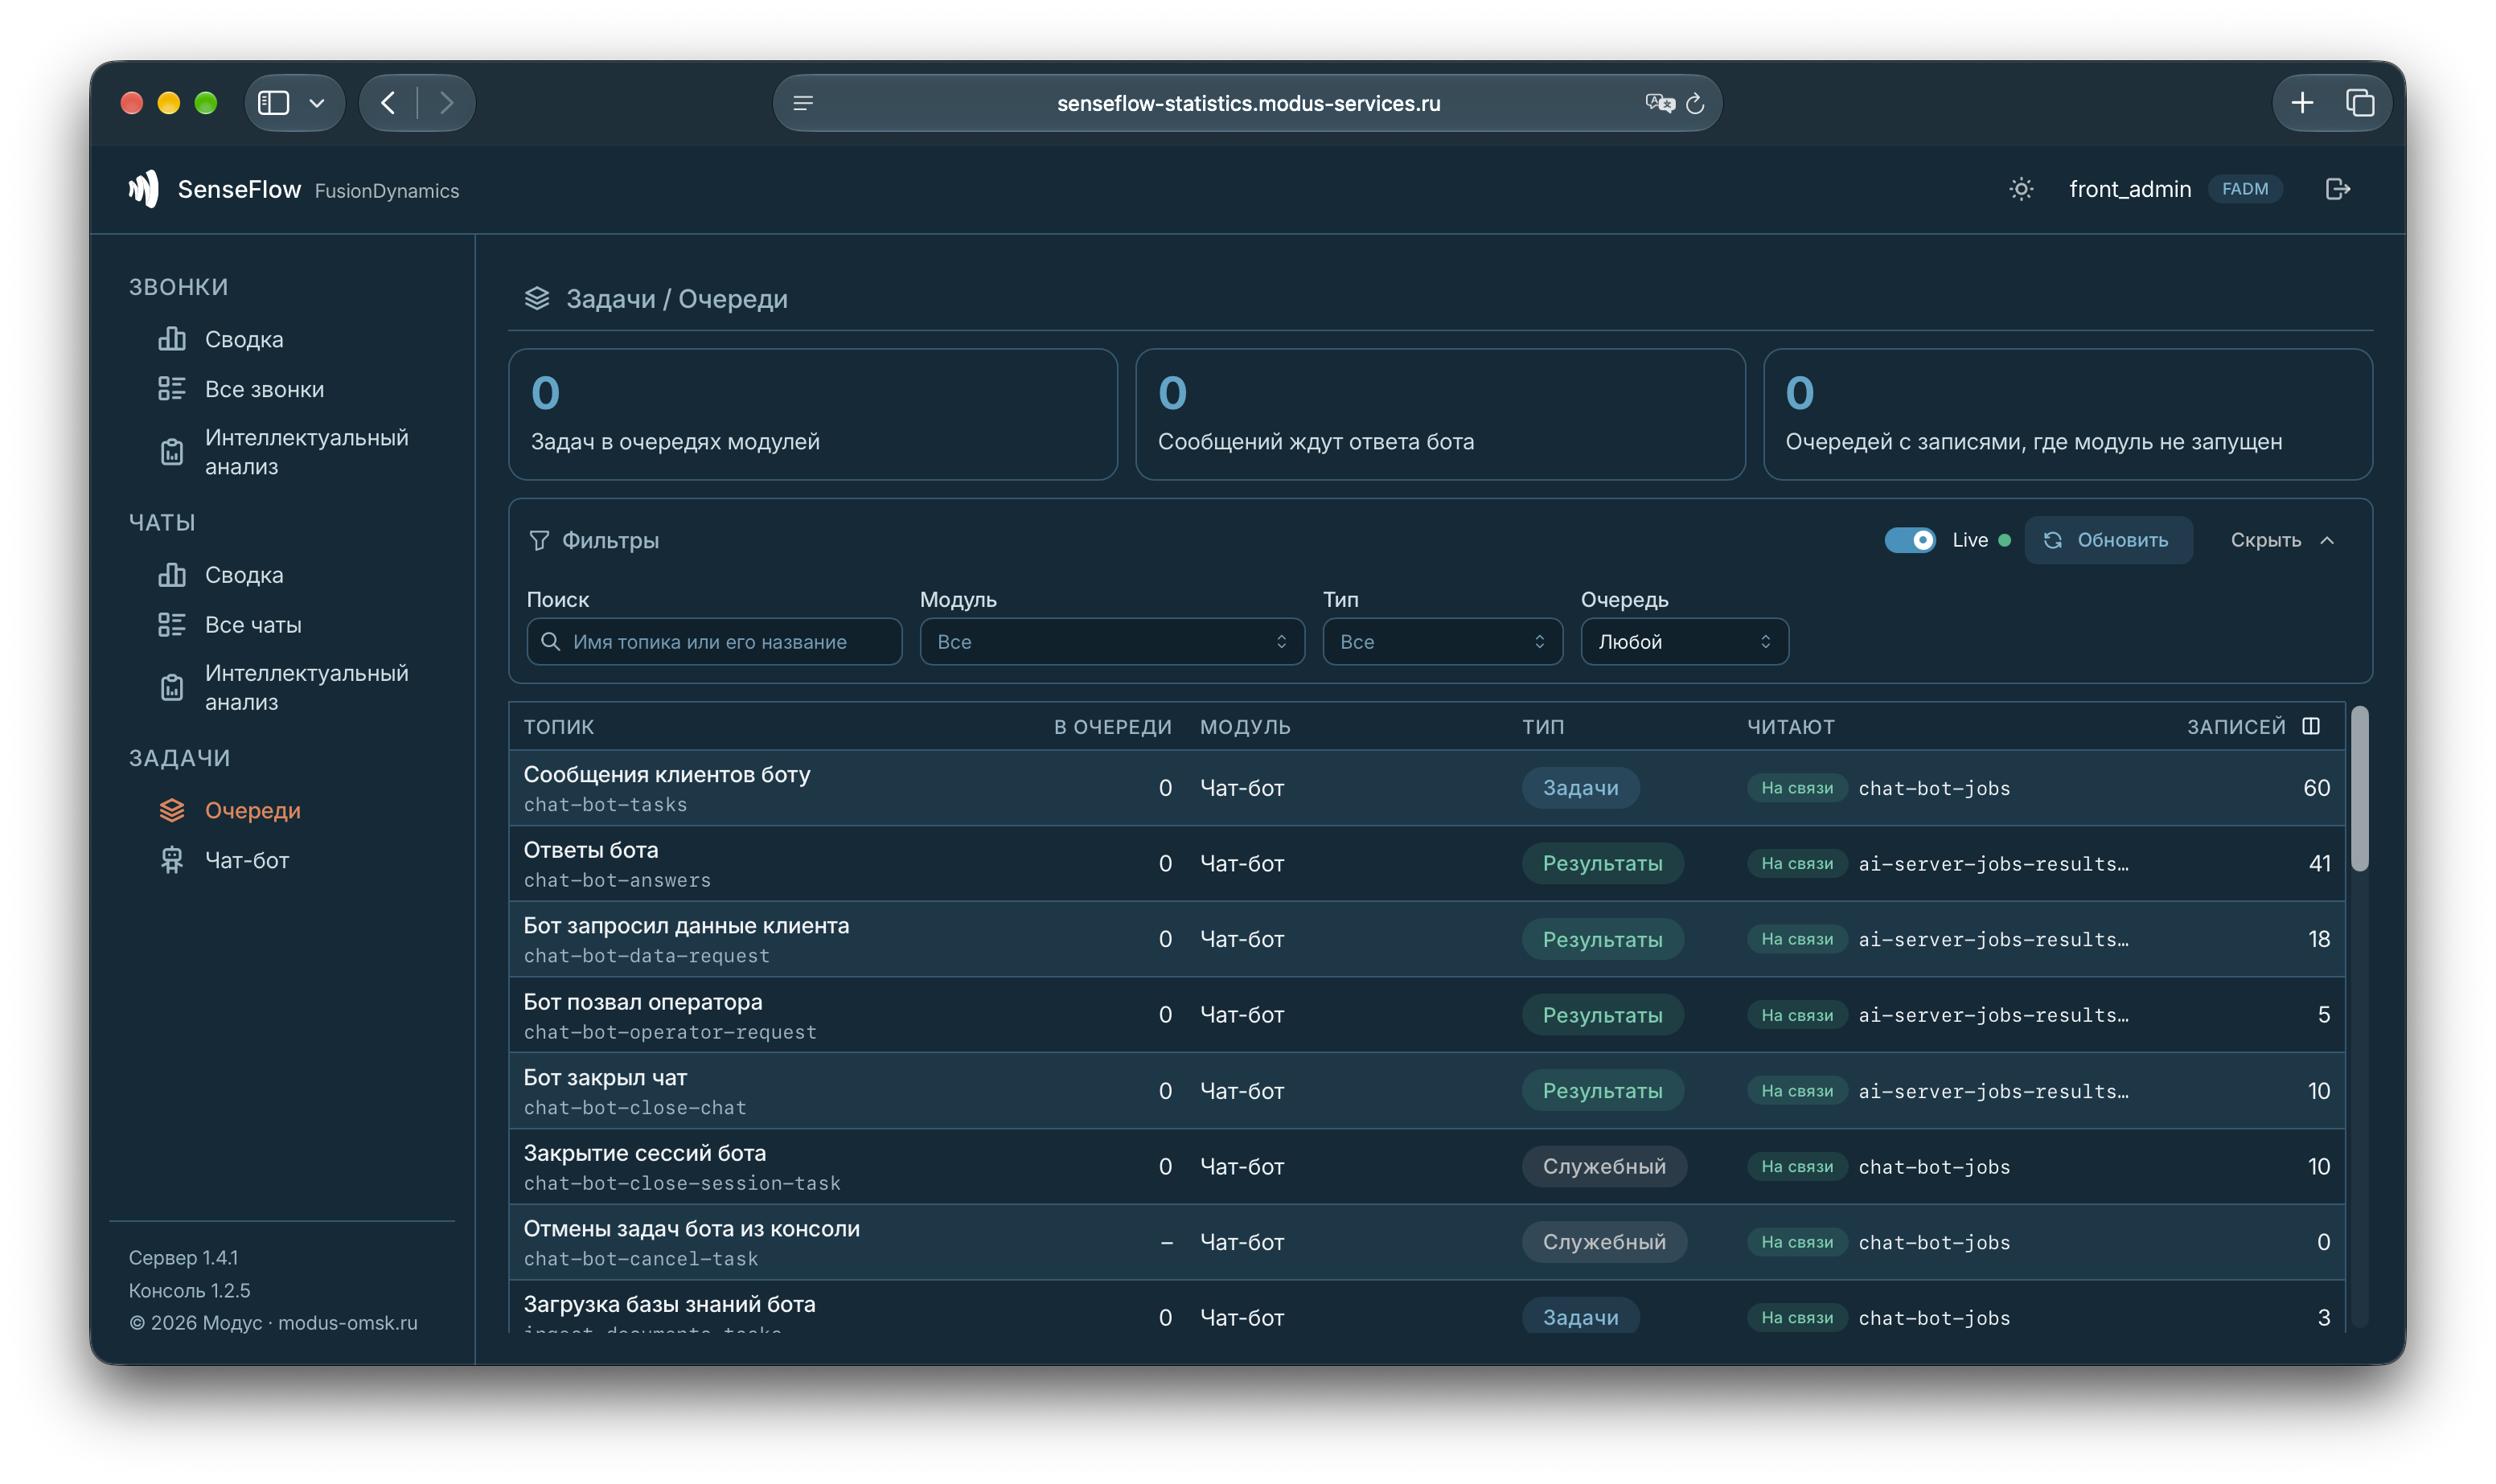 senseflow-statistics.modus-services.ru
SenseFlow FusionDynamics
front_admin FADM
ЗВОНКИ
Сводка
Все звонки
Интеллектуальный
анализ
ЧАТЫ
Сводка
Все чаты
Интеллектуальный
анализ
ЗАДАЧИ
Очереди
Чат-бот
Сервер 1.4.1
Консоль 1.2.5
© 2026 Модус · modus-omsk.ru
Задачи / Очереди
0
Задач в очередях модулей
0
Сообщений ждут ответа бота
0
Очередей с записями, где модуль не запущен
Фильтры
Live Обновить Скрыть
Поиск Модуль Тип Очередь
Имя топика или его название Все Все Любой
ТОПИК В ОЧЕРЕДИ МОДУЛЬ ТИП ЧИТАЮТ ЗАПИСЕЙ
Сообщения клиентов боту
chat-bot-tasks
0 Чат-бот Задачи На связи chat-bot-jobs 60
Ответы бота
chat-bot-answers
0 Чат-бот Результаты На связи ai-server-jobs-results… 41
Бот запросил данные клиента
chat-bot-data-request
0 Чат-бот Результаты На связи ai-server-jobs-results… 18
Бот позвал оператора
chat-bot-operator-request
0 Чат-бот Результаты На связи ai-server-jobs-results… 5
Бот закрыл чат
chat-bot-close-chat
0 Чат-бот Результаты На связи ai-server-jobs-results… 10
Закрытие сессий бота
chat-bot-close-session-task
0 Чат-бот Служебный На связи chat-bot-jobs 10
Отмены задач бота из консоли
chat-bot-cancel-task
– Чат-бот Служебный На связи chat-bot-jobs 0
Загрузка базы знаний бота
0 Чат-бот Задачи На связи chat-bot-jobs 3